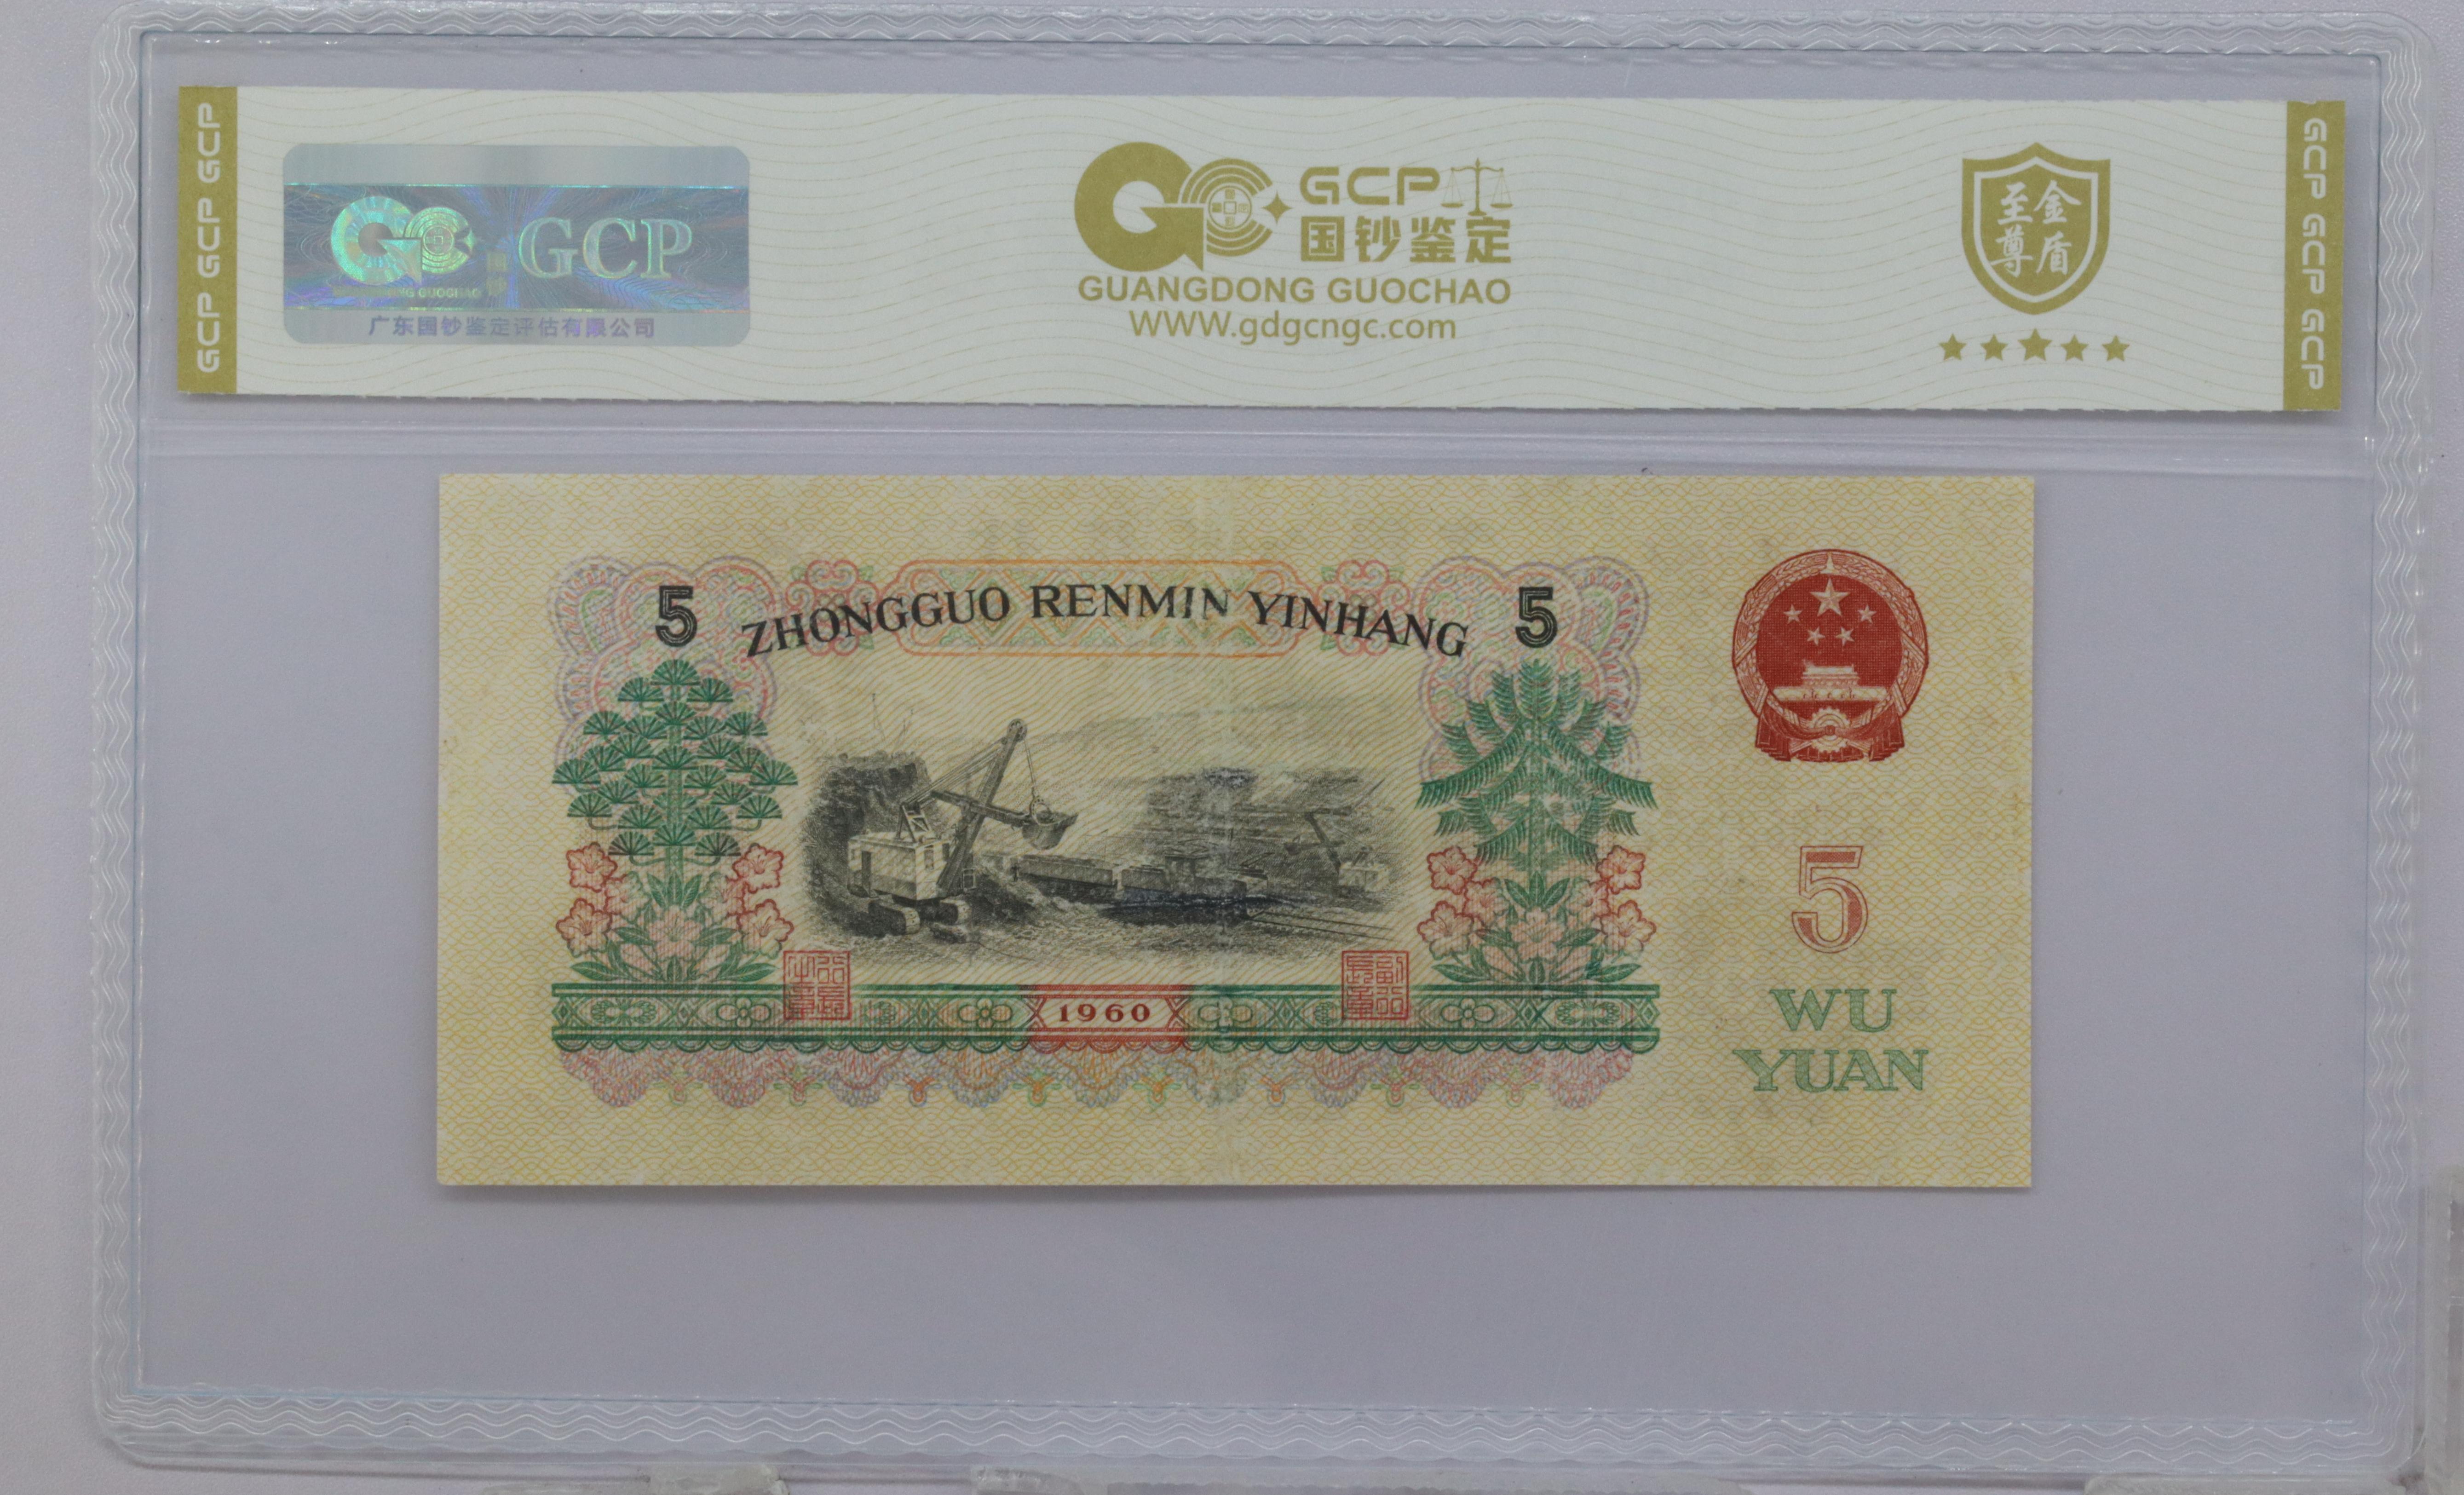 GCP GCP GCP
GCP
GUANGDONG GUOCHAO
广东国钞鉴定评估有限公司
GCP
国钞鉴定
GUANGDONG GUOCHAO
WWW.gdgcngc.com
至尊金盾
GCP GCP GCP
5 ZHONGGUO RENMIN YINHANG 5
1960
5
WU
YUAN